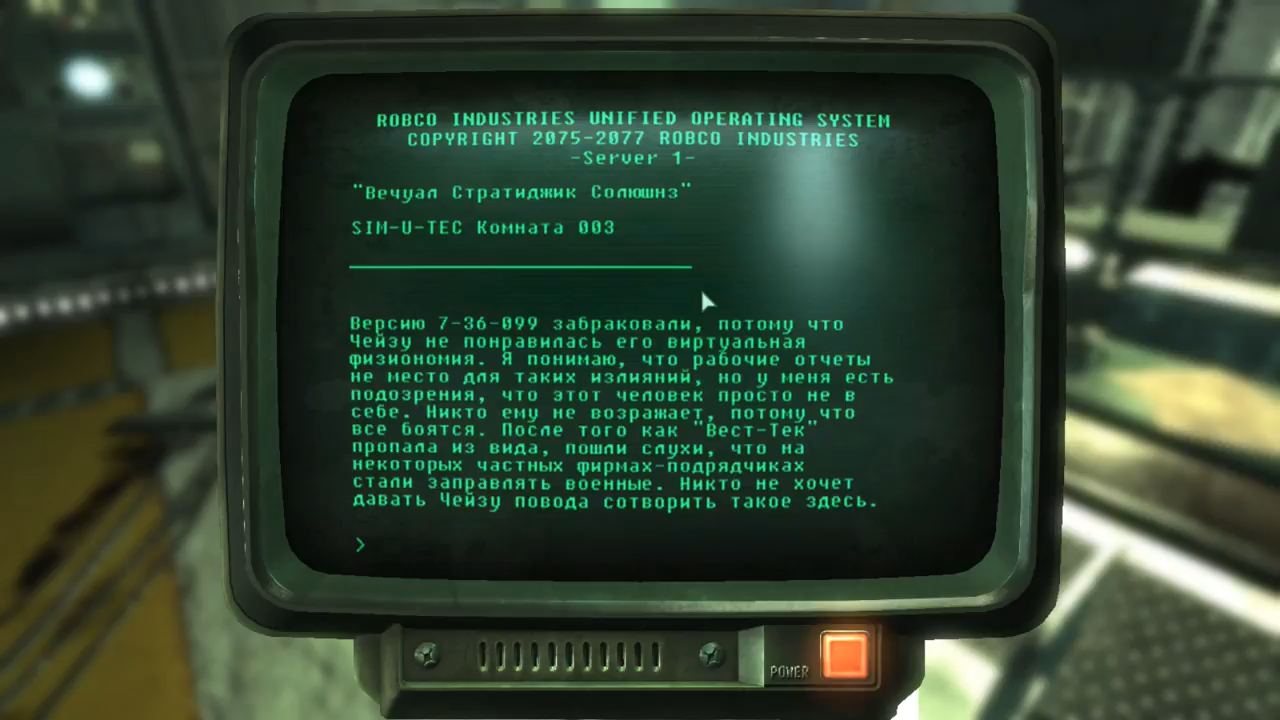 ROBCO INDUSTRIES UNIFIED OPERATING SYSTEM
COPYRIGHT 2075-2077 ROBCO INDUSTRIES
-Server 1-
"Вечуал Стратиджик Солюшнз"
SIM-U-TEC Комната 003
Версию 7-36-099 забраковали, потому что
Чейзу не понравилась его виртуальная
физиономия. Я понимаю, что рабочие отчеты
не место для таких излияний, но у меня есть
подозрения, что этот человек просто не в
себе. Никто ему не возражает, потому что
все боятся. После того как "Вест-Тек"
пропала из вида, пошли слухи, что на
некоторых частных фирмах-подрядчиках
стали заправлять военные. Никто не хочет
давать Чейзу повода сотворить такое здесь.
>
POWER